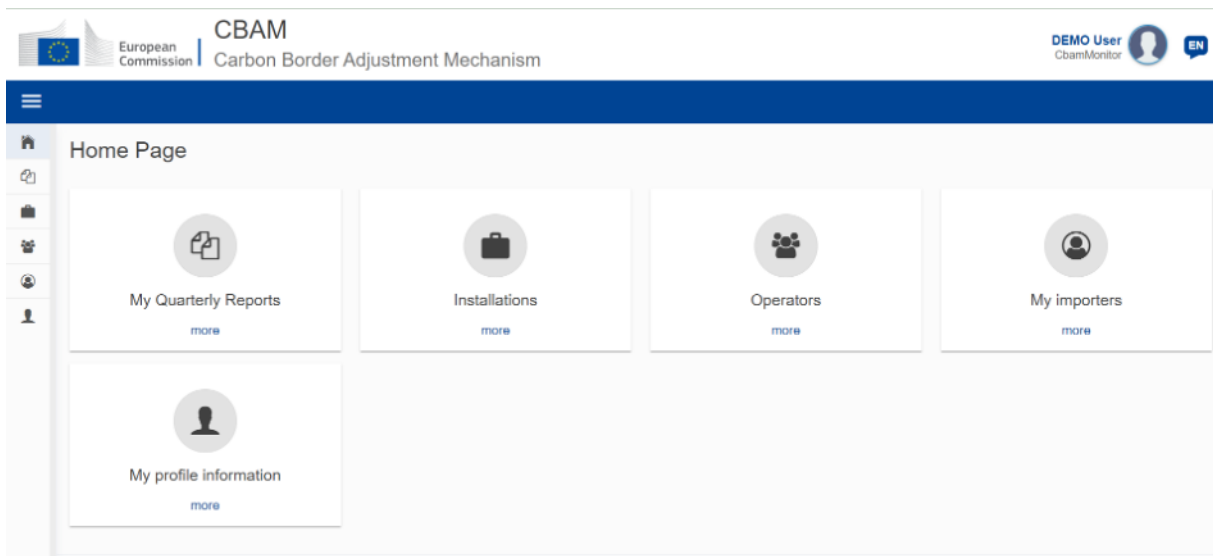 European
Commission
CBAM
Carbon Border Adjustment Mechanism
DEMO User
CbamMonitor
EN
Home Page
My Quarterly Reports
more
Installations
more
Operators
more
My importers
more
My profile information
more